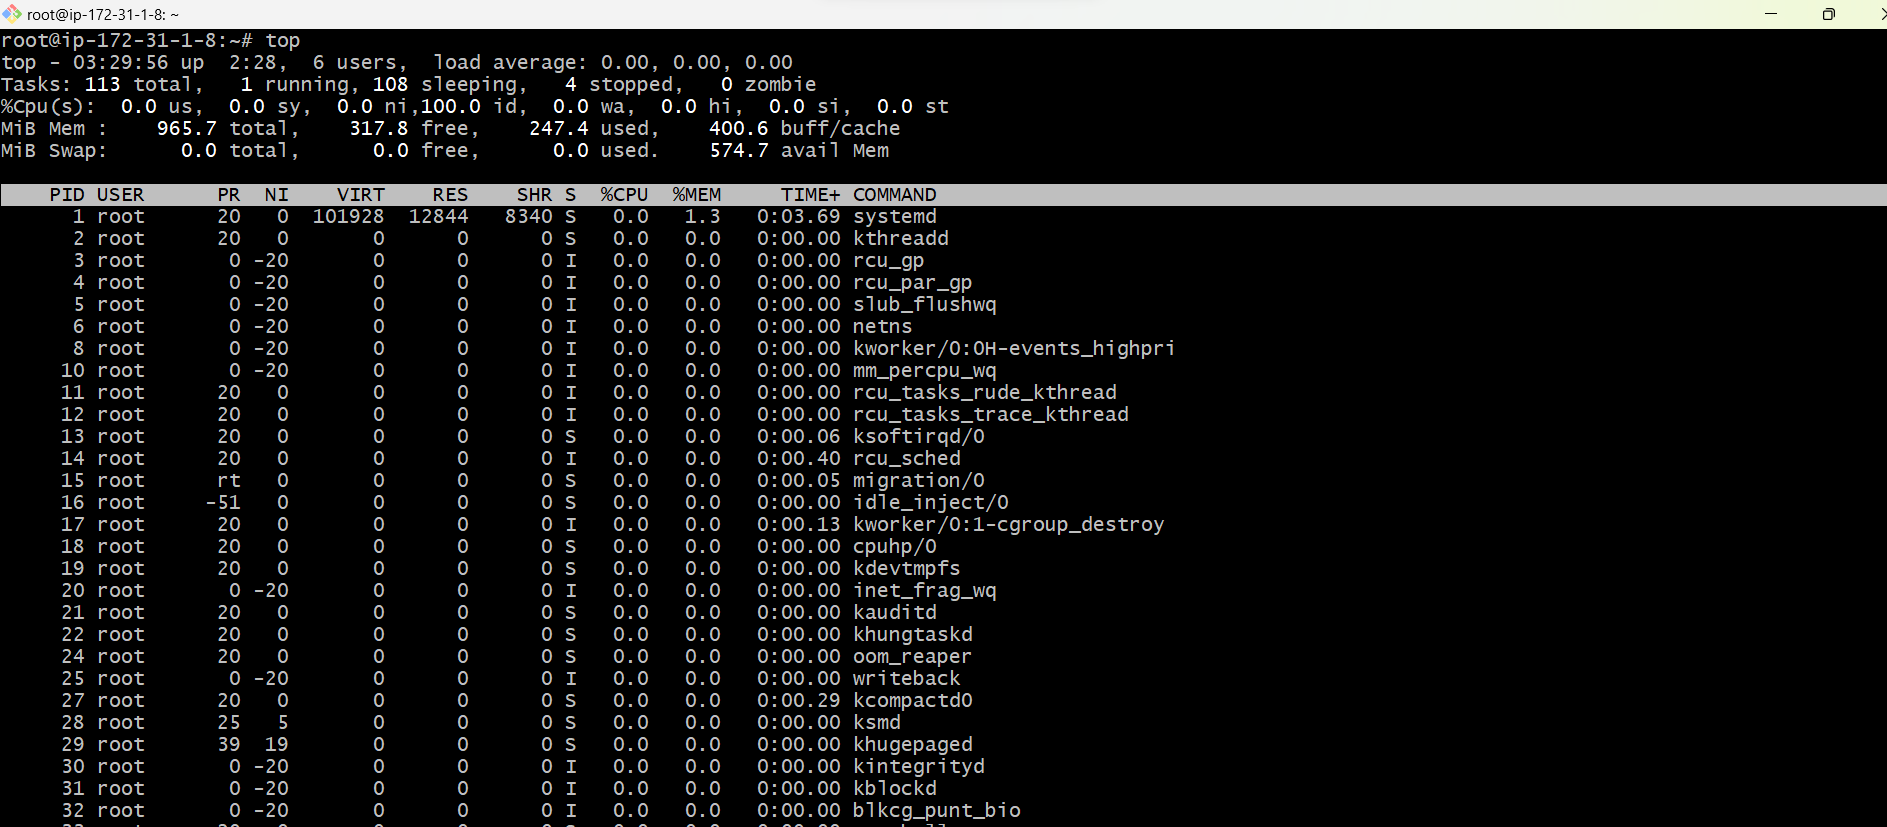 root@ip-172-31-1-8: ~
root@ip-172-31-1-8:~# top
top - 03:29:56 up  2:28,  6 users,  load average: 0.00, 0.00, 0.00
Tasks: 113 total,   1 running, 108 sleeping,   4 stopped,   0 zombie
%Cpu(s):  0.0 us,  0.0 sy,  0.0 ni,100.0 id,  0.0 wa,  0.0 hi,  0.0 si,  0.0 st
MiB Mem :    965.7 total,    317.8 free,    247.4 used,    400.6 buff/cache
MiB Swap:      0.0 total,      0.0 free,      0.0 used.    574.7 avail Mem
PID USER      PR  NI    VIRT    RES    SHR S  %CPU  %MEM     TIME+ COMMAND
1 root      20   0  101928  12844   8340 S   0.0   1.3   0:03.69 systemd
2 root      20   0       0      0      0 S   0.0   0.0   0:00.00 kthreadd
3 root       0 -20       0      0      0 I   0.0   0.0   0:00.00 rcu_gp
4 root       0 -20       0      0      0 I   0.0   0.0   0:00.00 rcu_par_gp
5 root       0 -20       0      0      0 I   0.0   0.0   0:00.00 slub_flushwq
6 root       0 -20       0      0      0 I   0.0   0.0   0:00.00 netns
8 root       0 -20       0      0      0 I   0.0   0.0   0:00.00 kworker/0:0H-events_highpri
10 root       0 -20       0      0      0 I   0.0   0.0   0:00.00 mm_percpu_wq
11 root      20   0       0      0      0 I   0.0   0.0   0:00.00 rcu_tasks_rude_kthread
12 root      20   0       0      0      0 I   0.0   0.0   0:00.00 rcu_tasks_trace_kthread
13 root      20   0       0      0      0 S   0.0   0.0   0:00.06 ksoftirqd/0
14 root      20   0       0      0      0 I   0.0   0.0   0:00.40 rcu_sched
15 root      rt   0       0      0      0 S   0.0   0.0   0:00.05 migration/0
16 root     -51   0       0      0      0 S   0.0   0.0   0:00.00 idle_inject/0
17 root      20   0       0      0      0 I   0.0   0.0   0:00.13 kworker/0:1-cgroup_destroy
18 root      20   0       0      0      0 S   0.0   0.0   0:00.00 cpuhp/0
19 root      20   0       0      0      0 S   0.0   0.0   0:00.00 kdevtmpfs
20 root       0 -20       0      0      0 I   0.0   0.0   0:00.00 inet_frag_wq
21 root      20   0       0      0      0 S   0.0   0.0   0:00.00 kauditd
22 root      20   0       0      0      0 S   0.0   0.0   0:00.00 khungtaskd
24 root      20   0       0      0      0 S   0.0   0.0   0:00.00 oom_reaper
25 root       0 -20       0      0      0 I   0.0   0.0   0:00.00 writeback
27 root      20   0       0      0      0 S   0.0   0.0   0:00.29 kcompactd0
28 root      25   5       0      0      0 S   0.0   0.0   0:00.00 ksmd
29 root      39  19       0      0      0 S   0.0   0.0   0:00.00 khugepaged
30 root       0 -20       0      0      0 I   0.0   0.0   0:00.00 kintegrityd
31 root       0 -20       0      0      0 I   0.0   0.0   0:00.00 kblockd
32 root       0 -20       0      0      0 I   0.0   0.0   0:00.00 blkcg_punt_bio